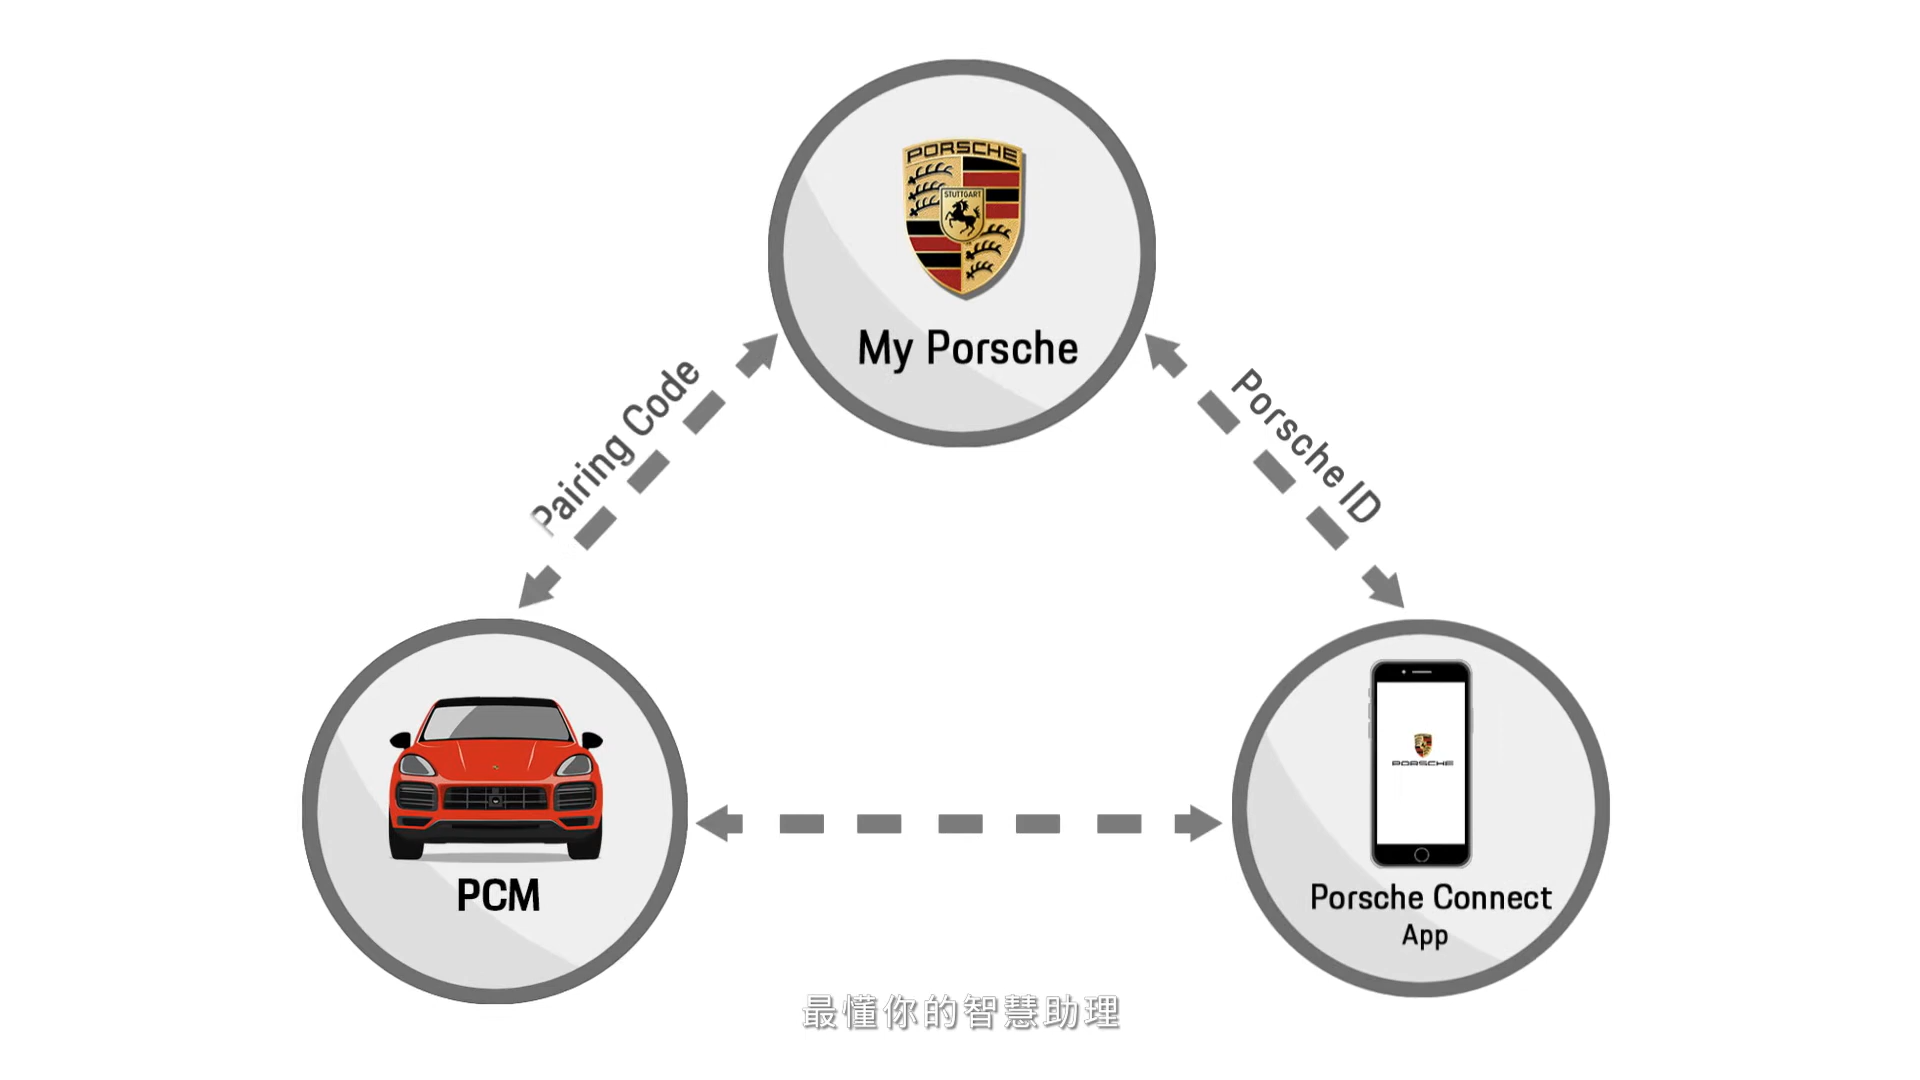 PORSCHE
STUTTGART
My Porsche
Pairing Code
Porsche ID
PCM
PORSCHE
Porsche Connect
App
最懂你的智慧助理